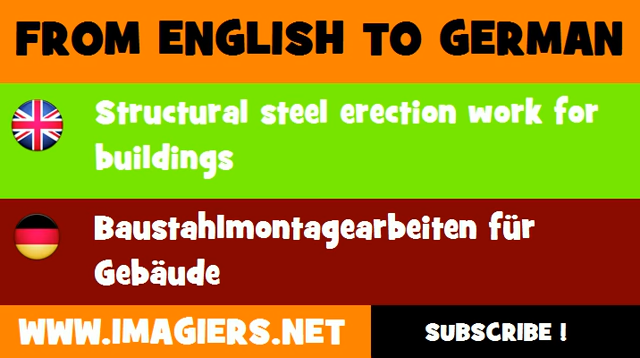 FROM ENGLISH TO GERMAN
Structural steel erection work for
buildings
Baustahlmontagearbeiten für
Gebäude
WWW.IMAGIERS.NET
SUBSCRIBE !